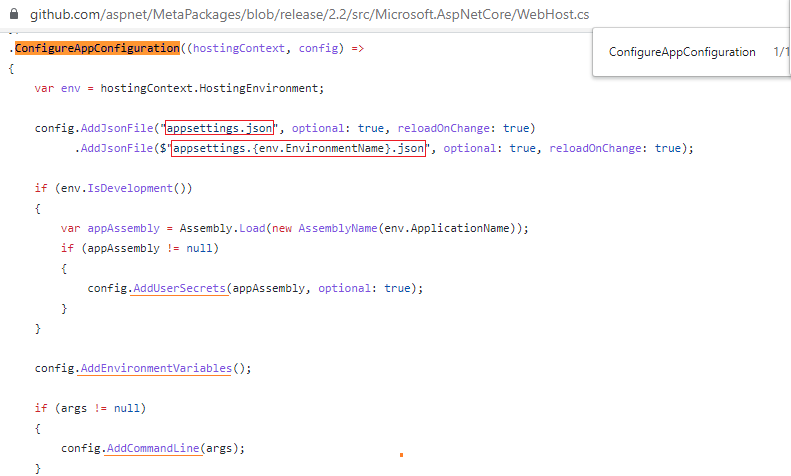 github.com/aspnet/MetaPackages/blob/release/2.2/src/Microsoft.AspNetCore/WebHost.cs
ConfigureAppConfiguration 1/1
.ConfigureAppConfiguration((hostingContext, config) =>
{
var env = hostingContext.HostingEnvironment;
config.AddJsonFile("appsettings.json", optional: true, reloadOnChange: true)
.AddJsonFile($"appsettings.{env.EnvironmentName}.json", optional: true, reloadOnChange: true);
if (env.IsDevelopment())
{
var appAssembly = Assembly.Load(new AssemblyName(env.ApplicationName));
if (appAssembly != null)
{
config.AddUserSecrets(appAssembly, optional: true);
}
}
config.AddEnvironmentVariables();
if (args != null)
{
config.AddCommandLine(args);
}